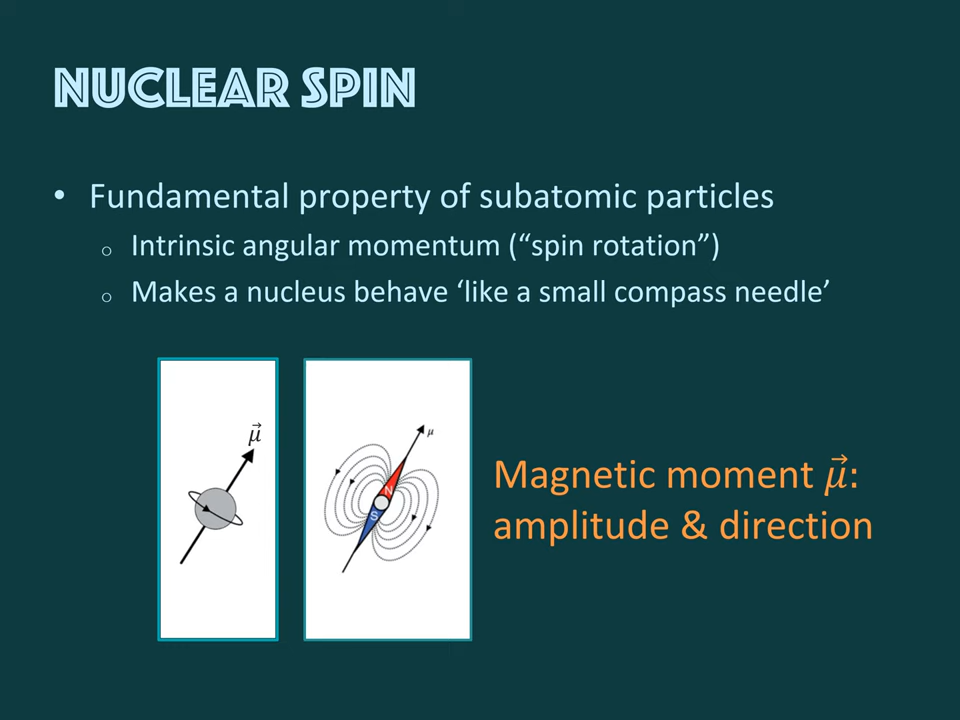 NUCLEAR SPIN
• Fundamental property of subatomic particles
o Intrinsic angular momentum (“spin rotation”)
o Makes a nucleus behave ‘like a small compass needle’
μ⃗
μ
N
S
Magnetic moment μ⃗:
amplitude & direction